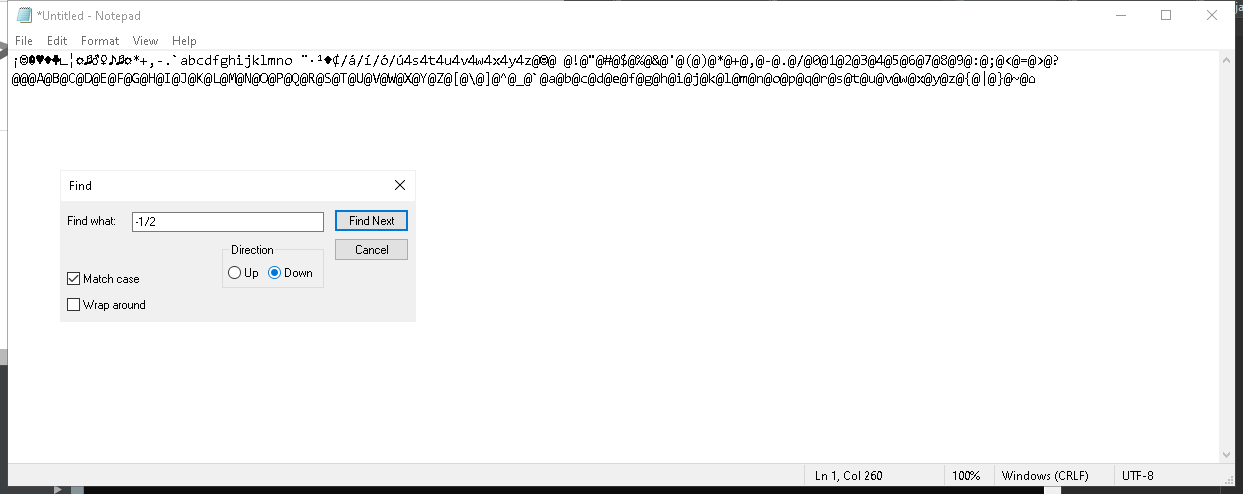 *Untitled - Notepad
File Edit Format View Help
¡☺☻♥♦♣∟¦✿♫♂♀♪♫✿*+,-.`abcdfghijklmno ¨·¹♦₵/á/í/ó/ú4s4t4u4v4w4x4y4z@☺@ @!@"@#@$@%@&@'@(@)@*@+@,@-@.@/@0@1@2@3@4@5@6@7@8@9@:@;@<@=@>@?
@@@A@B@C@D@E@F@G@H@I@J@K@L@M@N@O@P@Q@R@S@T@U@V@W@X@Y@Z@[@\@]@^@_@`@a@b@c@d@e@f@g@h@i@j@k@l@m@n@o@p@q@r@s@t@u@v@w@x@y@z@{@|@}@~@⌂
Find
Find what: -1/2 Find Next
Direction Cancel
Up Down
Match case
Wrap around
Ln 1, Col 260 100% Windows (CRLF) UTF-8